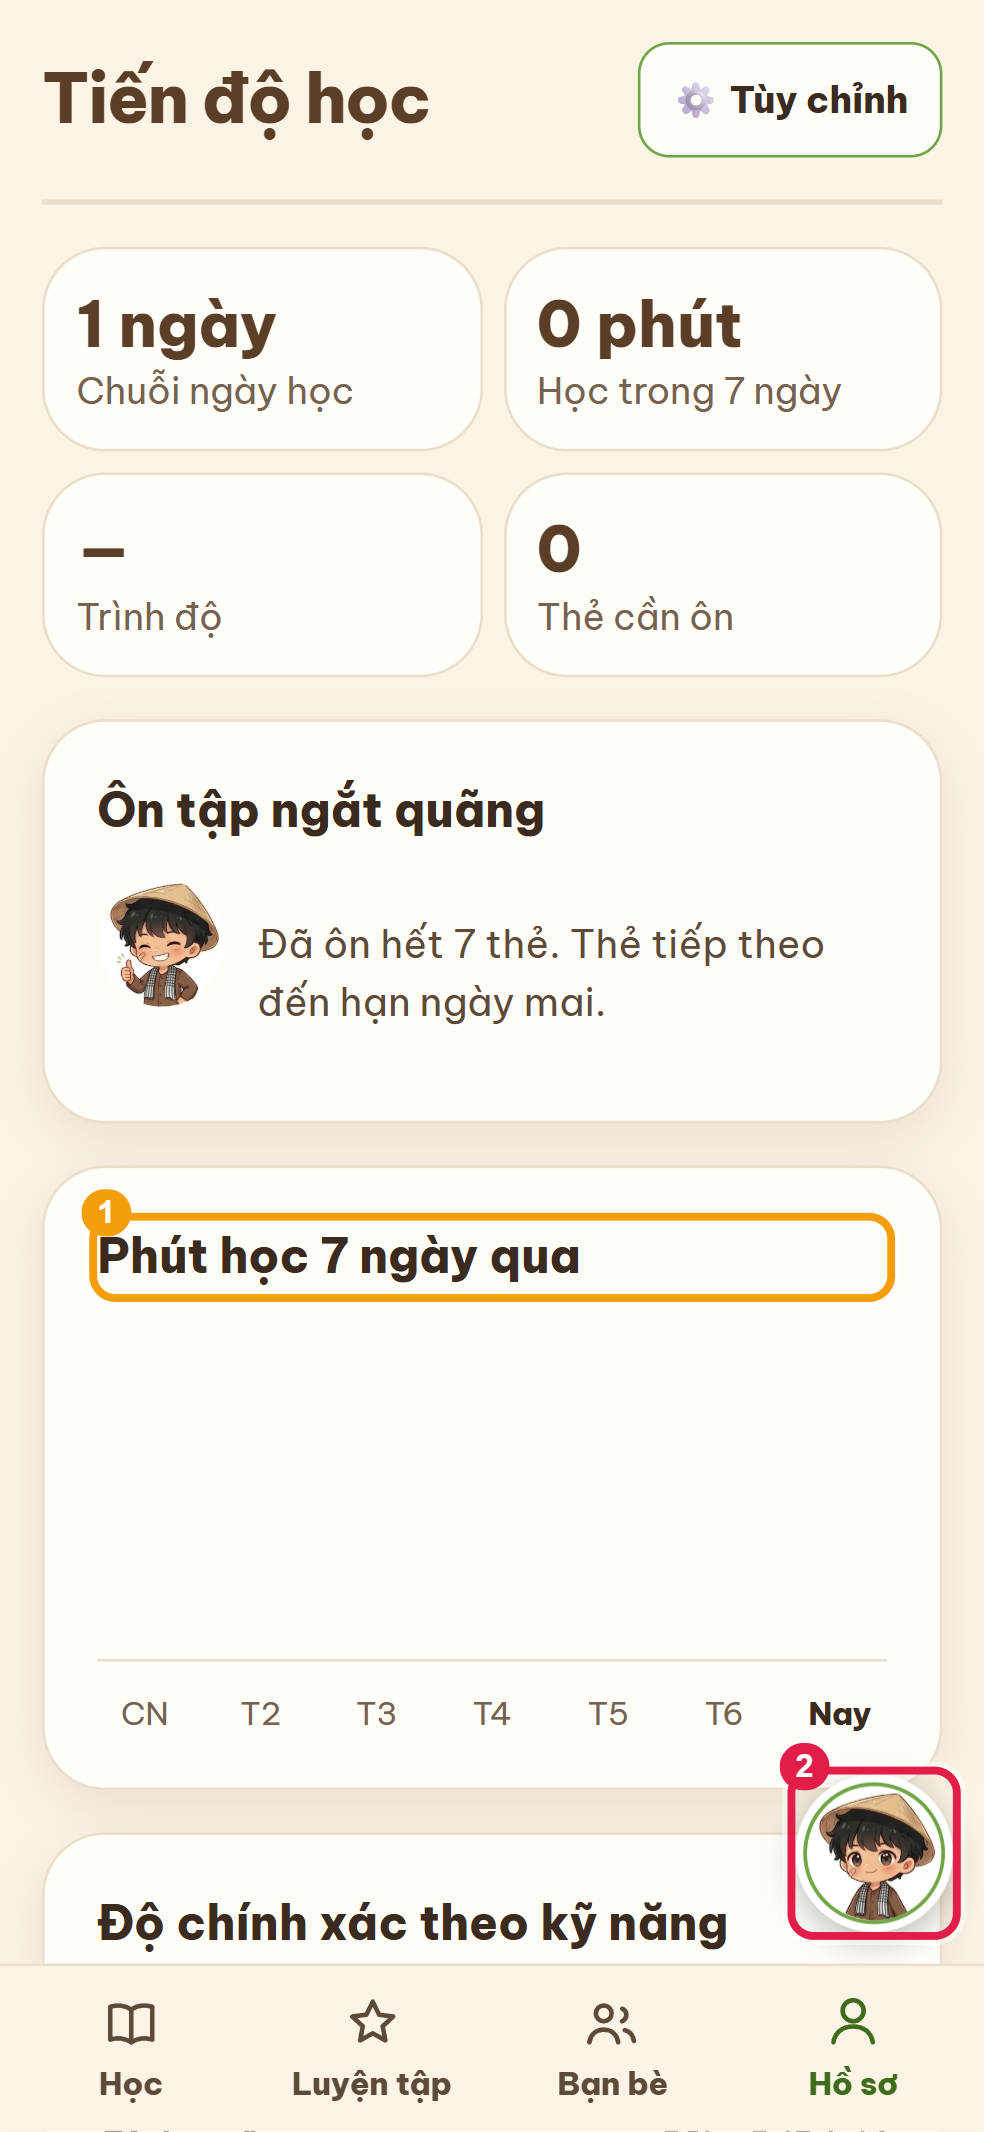 Tiến độ học
Tùy chỉnh
1 ngày
Chuỗi ngày học
0 phút
Học trong 7 ngày
–
Trình độ
0
Thẻ cần ôn
Ôn tập ngắt quãng
Đã ôn hết 7 thẻ. Thẻ tiếp theo
đến hạn ngày mai.
1
Phút học 7 ngày qua
CN T2 T3 T4 T5 T6 Nay
2
Độ chính xác theo kỹ năng
Học Luyện tập Bạn bè Hồ sơ